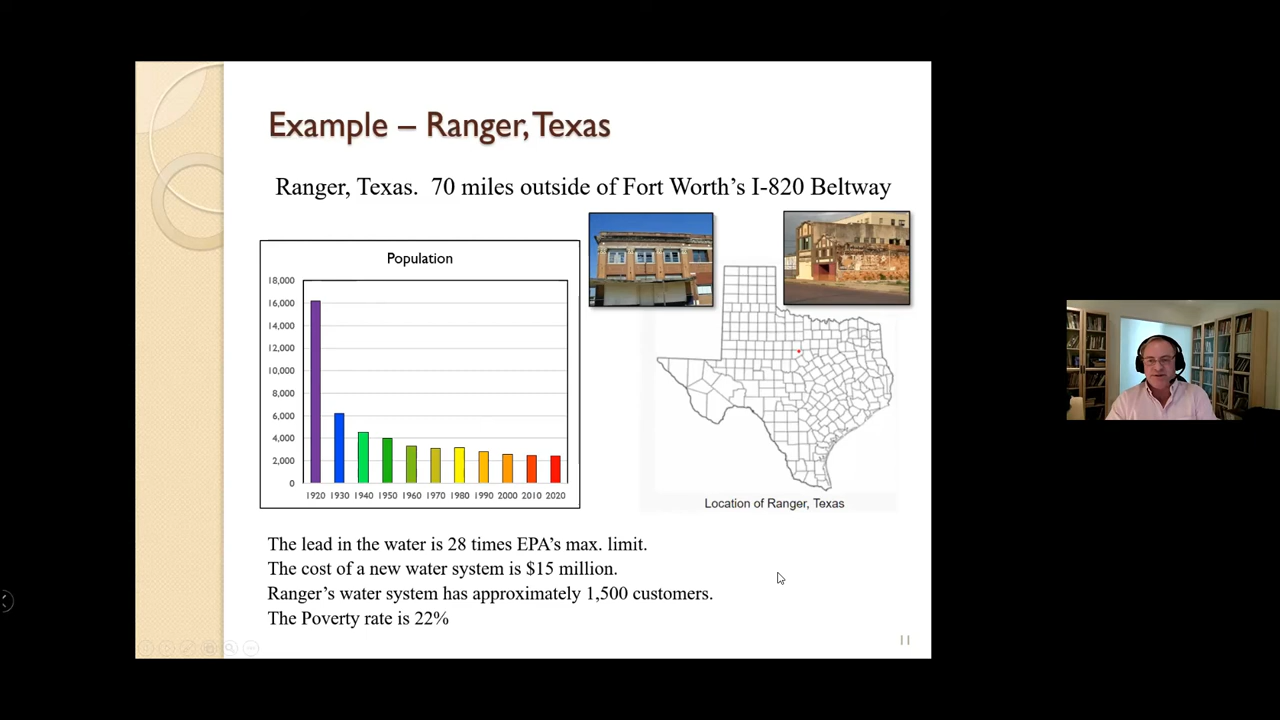 Example – Ranger, Texas
Ranger, Texas. 70 miles outside of Fort Worth's I-820 Beltway
Population
18,000
16,000
14,000
12,000
10,000
8,000
6,000
4,000
2,000
0
1920 1930 1940 1950 1960 1970 1980 1990 2000 2010 2020
THEATRE
Location of Ranger, Texas
The lead in the water is 28 times EPA's max. limit.
The cost of a new water system is $15 million.
Ranger's water system has approximately 1,500 customers.
The Poverty rate is 22%
11